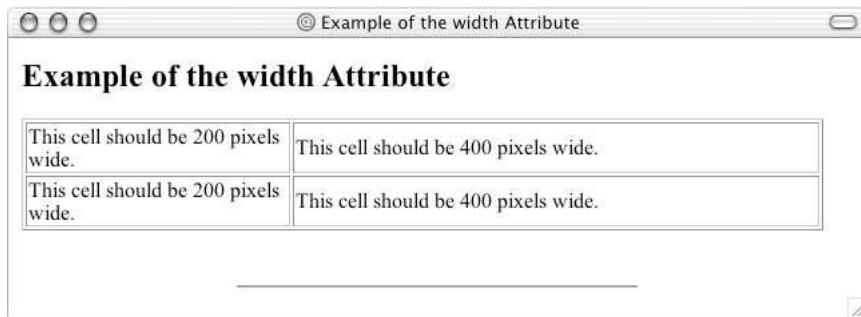 Example of the width Attribute
Example of the width Attribute
This cell should be 200 pixels
wide.
This cell should be 400 pixels wide.
This cell should be 200 pixels
wide.
This cell should be 400 pixels wide.